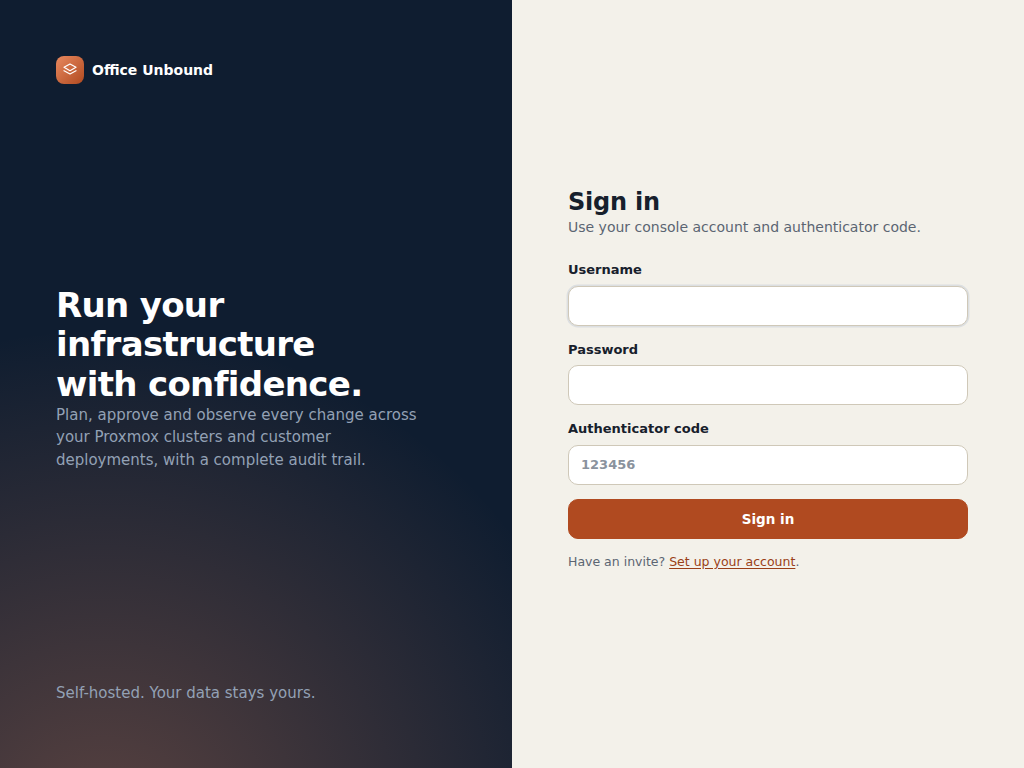 Office Unbound
Run your
infrastructure
with confidence.
Plan, approve and observe every change across
your Proxmox clusters and customer
deployments, with a complete audit trail.
Self-hosted. Your data stays yours.
Sign in
Use your console account and authenticator code.
Username
Password
Authenticator code
123456
Sign in
Have an invite? Set up your account.